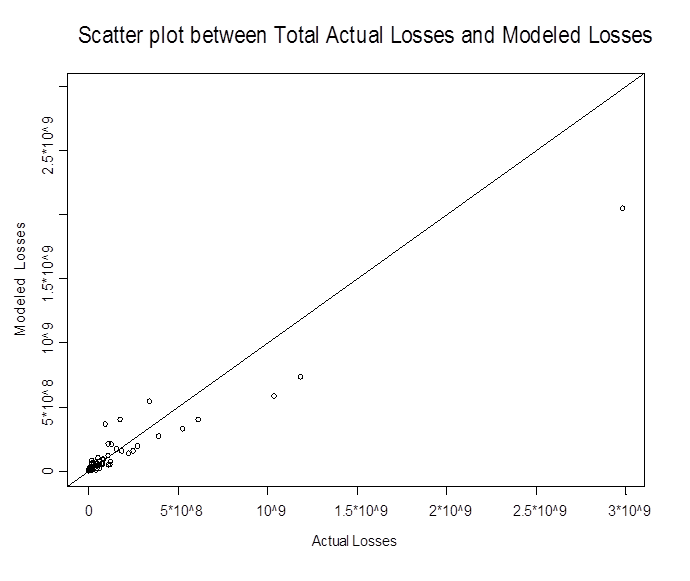 Scatter plot between Total Actual Losses and Modeled Losses
Modeled Losses
2.5*10^9
1.5*10^9
10^9
5*10^8
0
0 5*10^8 10^9 1.5*10^9 2*10^9 2.5*10^9 3*10^9
Actual Losses